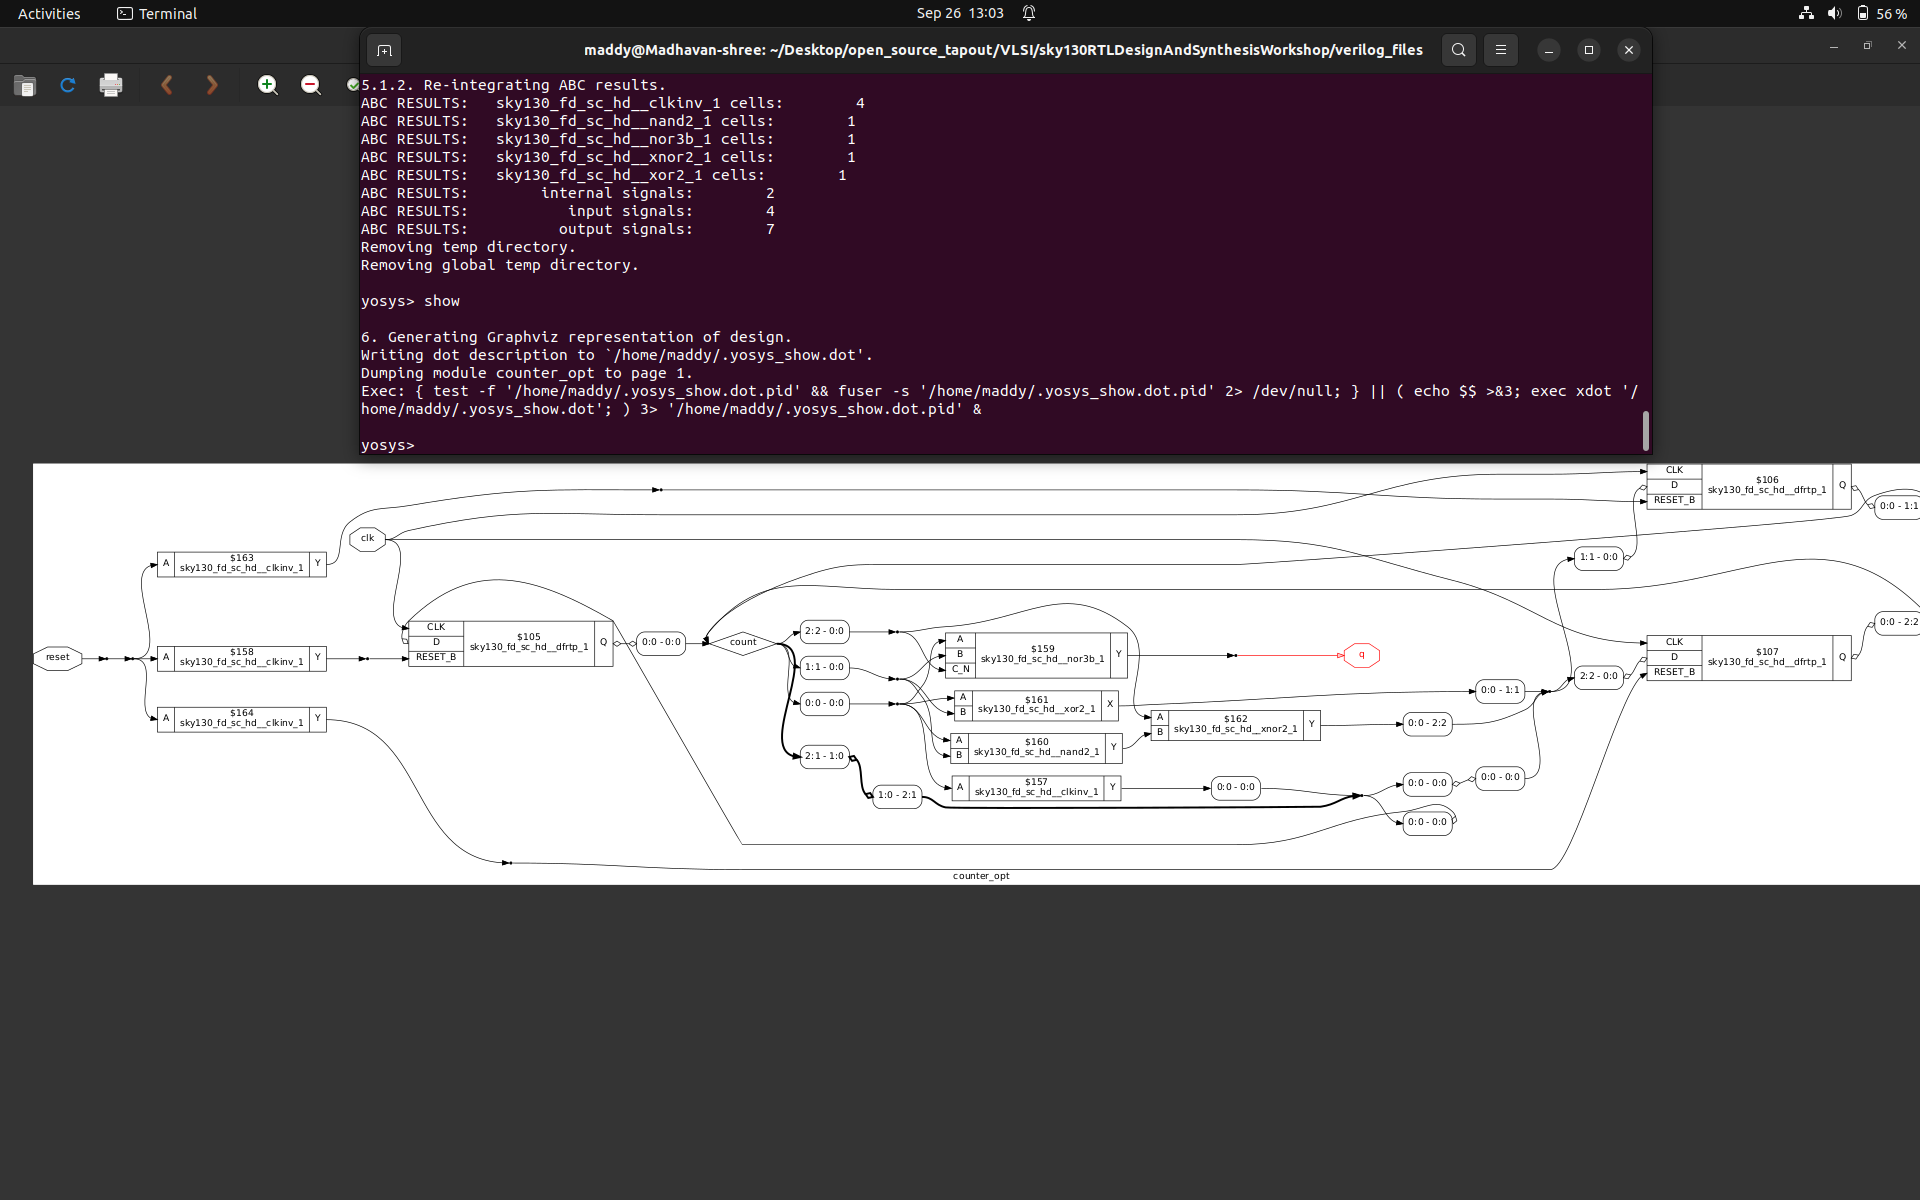 Activities Terminal Sep 26 13:03 56 %
maddy@Madhavan-shree: ~/Desktop/open_source_tapout/VLSI/sky130RTLDesignAndSynthesisWorkshop/verilog_files
5.1.2. Re-integrating ABC results.
ABC RESULTS:   sky130_fd_sc_hd__clkinv_1 cells:        4
ABC RESULTS:   sky130_fd_sc_hd__nand2_1 cells:        1
ABC RESULTS:   sky130_fd_sc_hd__nor3b_1 cells:        1
ABC RESULTS:   sky130_fd_sc_hd__xnor2_1 cells:        1
ABC RESULTS:   sky130_fd_sc_hd__xor2_1 cells:        1
ABC RESULTS:        internal signals:        2
ABC RESULTS:           input signals:        4
ABC RESULTS:          output signals:        7
Removing temp directory.
Removing global temp directory.
yosys> show
6. Generating Graphviz representation of design.
Writing dot description to `/home/maddy/.yosys_show.dot'.
Dumping module counter_opt to page 1.
Exec: { test -f '/home/maddy/.yosys_show.dot.pid' && fuser -s '/home/maddy/.yosys_show.dot.pid' 2> /dev/null; } || ( echo $$ >&3; exec xdot '/
home/maddy/.yosys_show.dot'; ) 3> '/home/maddy/.yosys_show.dot.pid' &
yosys>
reset
A
$163
sky130_fd_sc_hd__clkinv_1
Y
A
$158
sky130_fd_sc_hd__clkinv_1
Y
A
$164
sky130_fd_sc_hd__clkinv_1
Y
clk
CLK
D
RESET_B
$105
sky130_fd_sc_hd__dfrtp_1
Q
0:0 - 0:0
count
2:2 - 0:0
1:1 - 0:0
0:0 - 0:0
2:1 - 1:0
1:0 - 2:1
A
B
C_N
$159
sky130_fd_sc_hd__nor3b_1
Y
A
B
$161
sky130_fd_sc_hd__xor2_1
X
A
B
$160
sky130_fd_sc_hd__nand2_1
Y
A
$157
sky130_fd_sc_hd__clkinv_1
Y
A
B
$162
sky130_fd_sc_hd__xnor2_1
Y
0:0 - 0:0
q
0:0 - 2:2
0:0 - 0:0
0:0 - 0:0
0:0 - 1:1
0:0 - 0:0
1:1 - 0:0
2:2 - 0:0
CLK
D
RESET_B
$106
sky130_fd_sc_hd__dfrtp_1
Q
0:0 - 1:1
CLK
D
RESET_B
$107
sky130_fd_sc_hd__dfrtp_1
Q
0:0 - 2:2
counter_opt